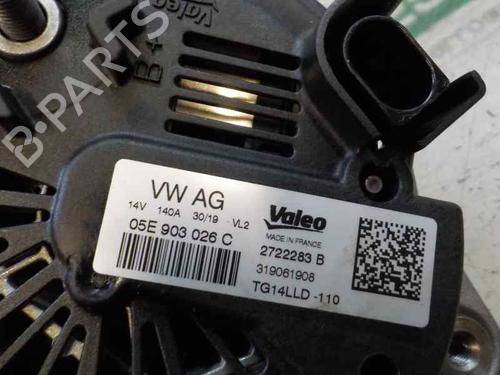 Valeo
B+
VW AG
14V 140A 30/19 VL2
05E 903 026 C
Valeo
MADE IN FRANCE
2722283 B
319061908
TG14LLD -110
B-PARTS